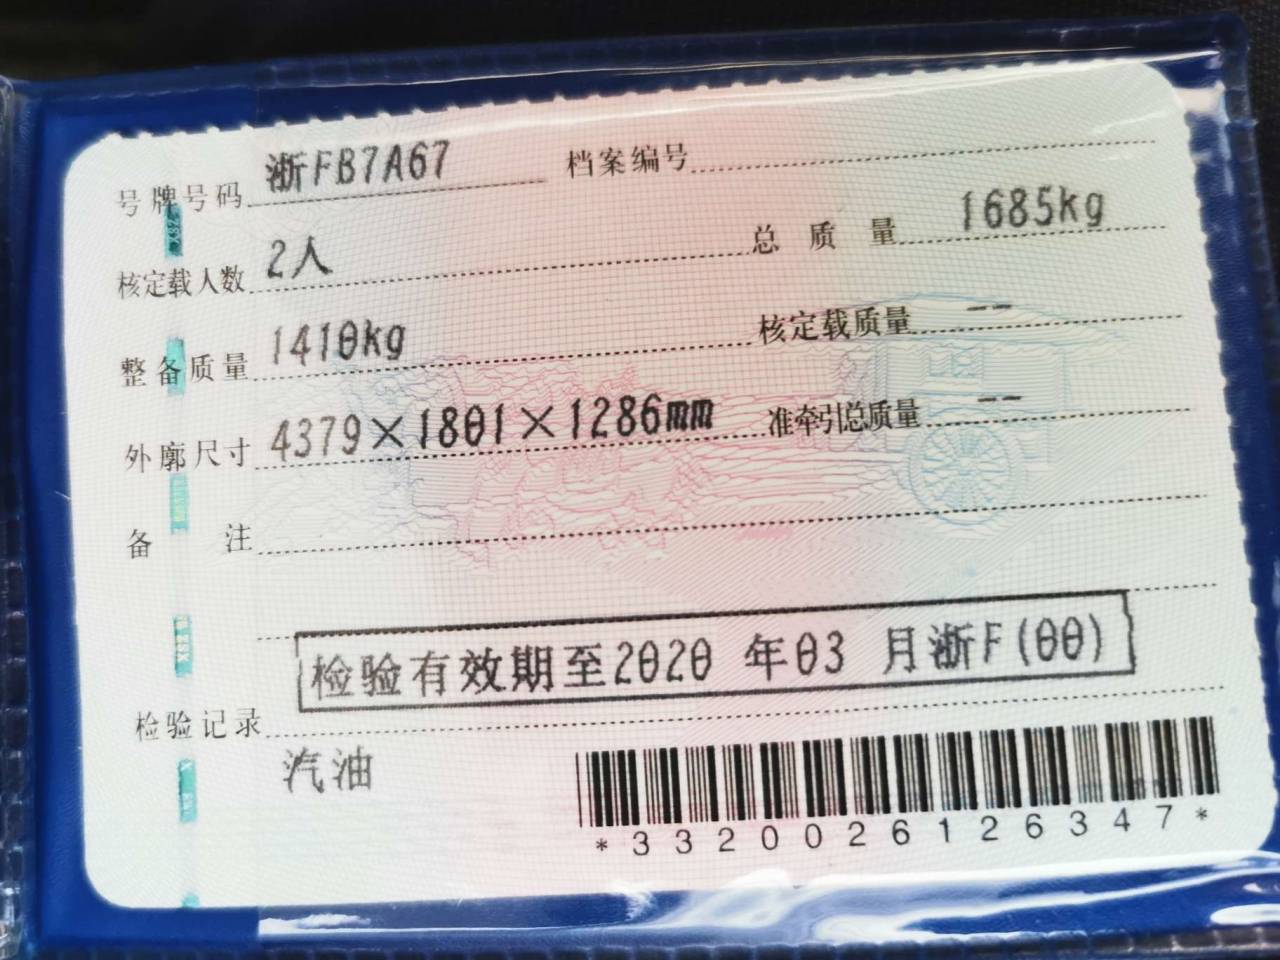 号牌号码 浙FB7A67 档案编号
核定载人数 2人 总质量 1685kg
整备质量 1410kg 核定载质量 --
外廓尺寸 4379×1801×1286mm 准牵引总质量 --
备注
检验有效期至2020 年03 月浙F(00)
检验记录
汽油
*3320026126347*